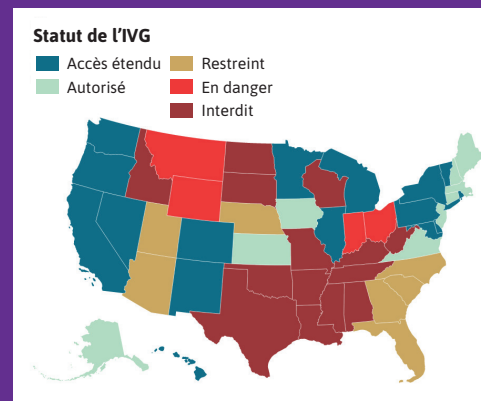 Statut de l'IVG
Accès étendu
Autorisé
Restreint
En danger
Interdit